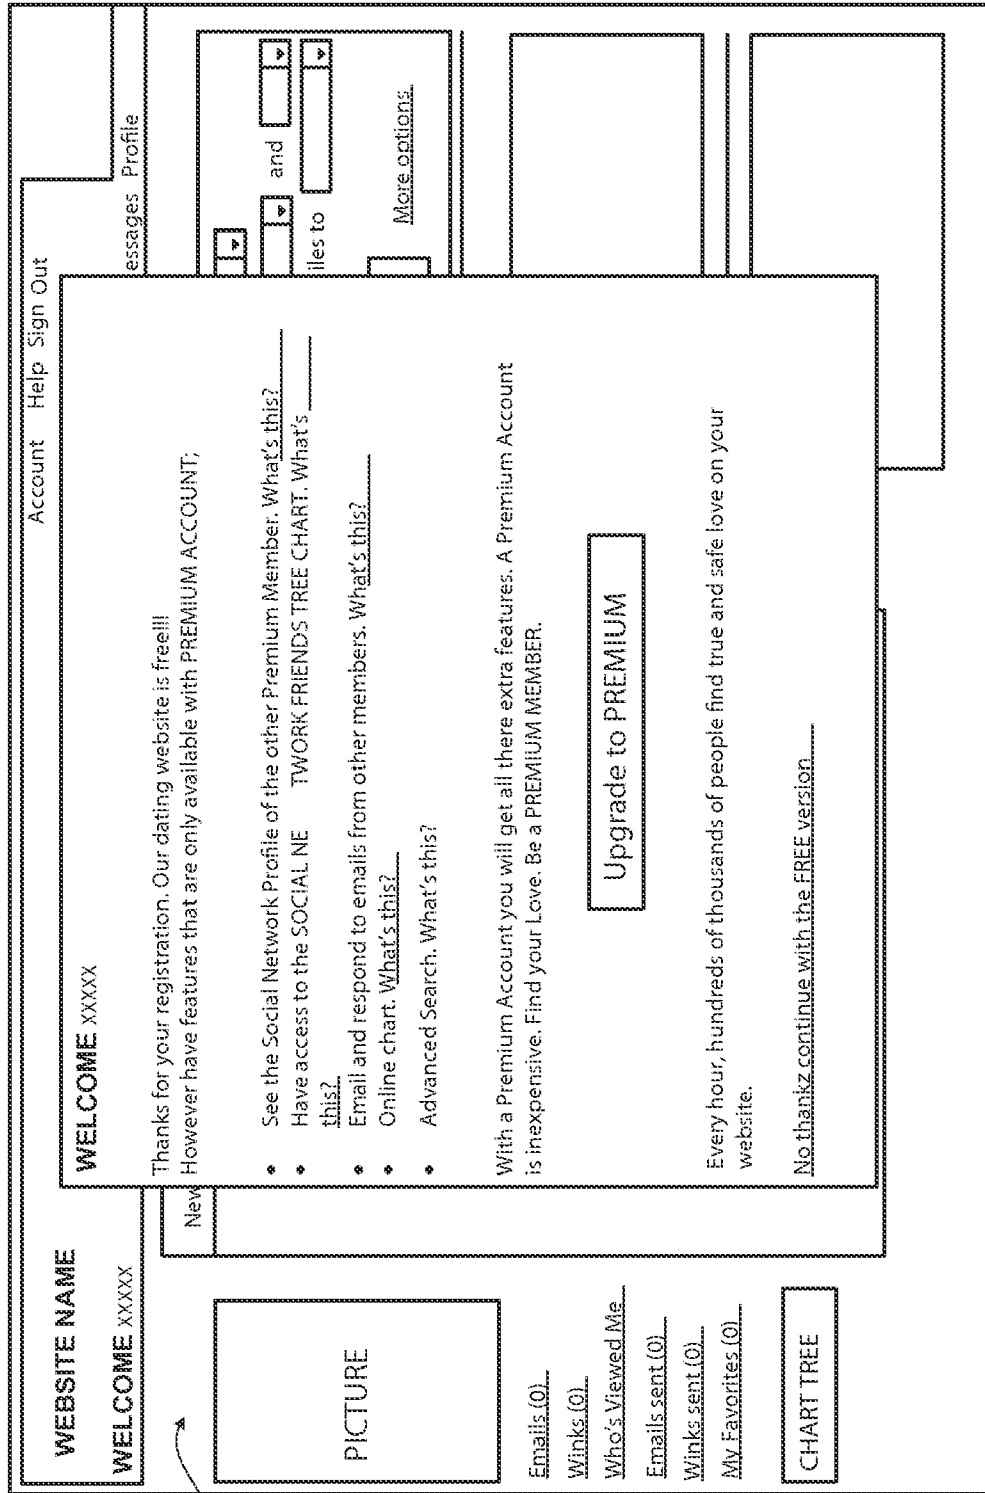 Account Help Sign Out
WEBSITE NAME
WELCOME xxxxx
essages Profile
New
PICTURE
Emails (0)
Winks (0)
Who's Viewed Me
Emails sent (0)
Winks sent (0)
My Favorites (0)
CHART TREE
WELCOME xxxxx
Thanks for your registration. Our dating website is free!!!
However have features that are only available with PREMIUM ACCOUNT;
• See the Social Network Profile of the other Premium Member. What's this?
• Have access to the SOCIAL NE TWORK FRIENDS TREE CHART. What's
this?
• Email and respond to emails from other members. What's this?
• Online chart. What's this?
• Advanced Search. What's this?
With a Premium Account you will get all there extra features. A Premium Account
is inexpensive. Find your Love. Be a PREMIUM MEMBER.
Upgrade to PREMIUM
Every hour, hundreds of thousands of people find true and safe love on your
website.
No thankz continue with the FREE version
and
iles to
More options